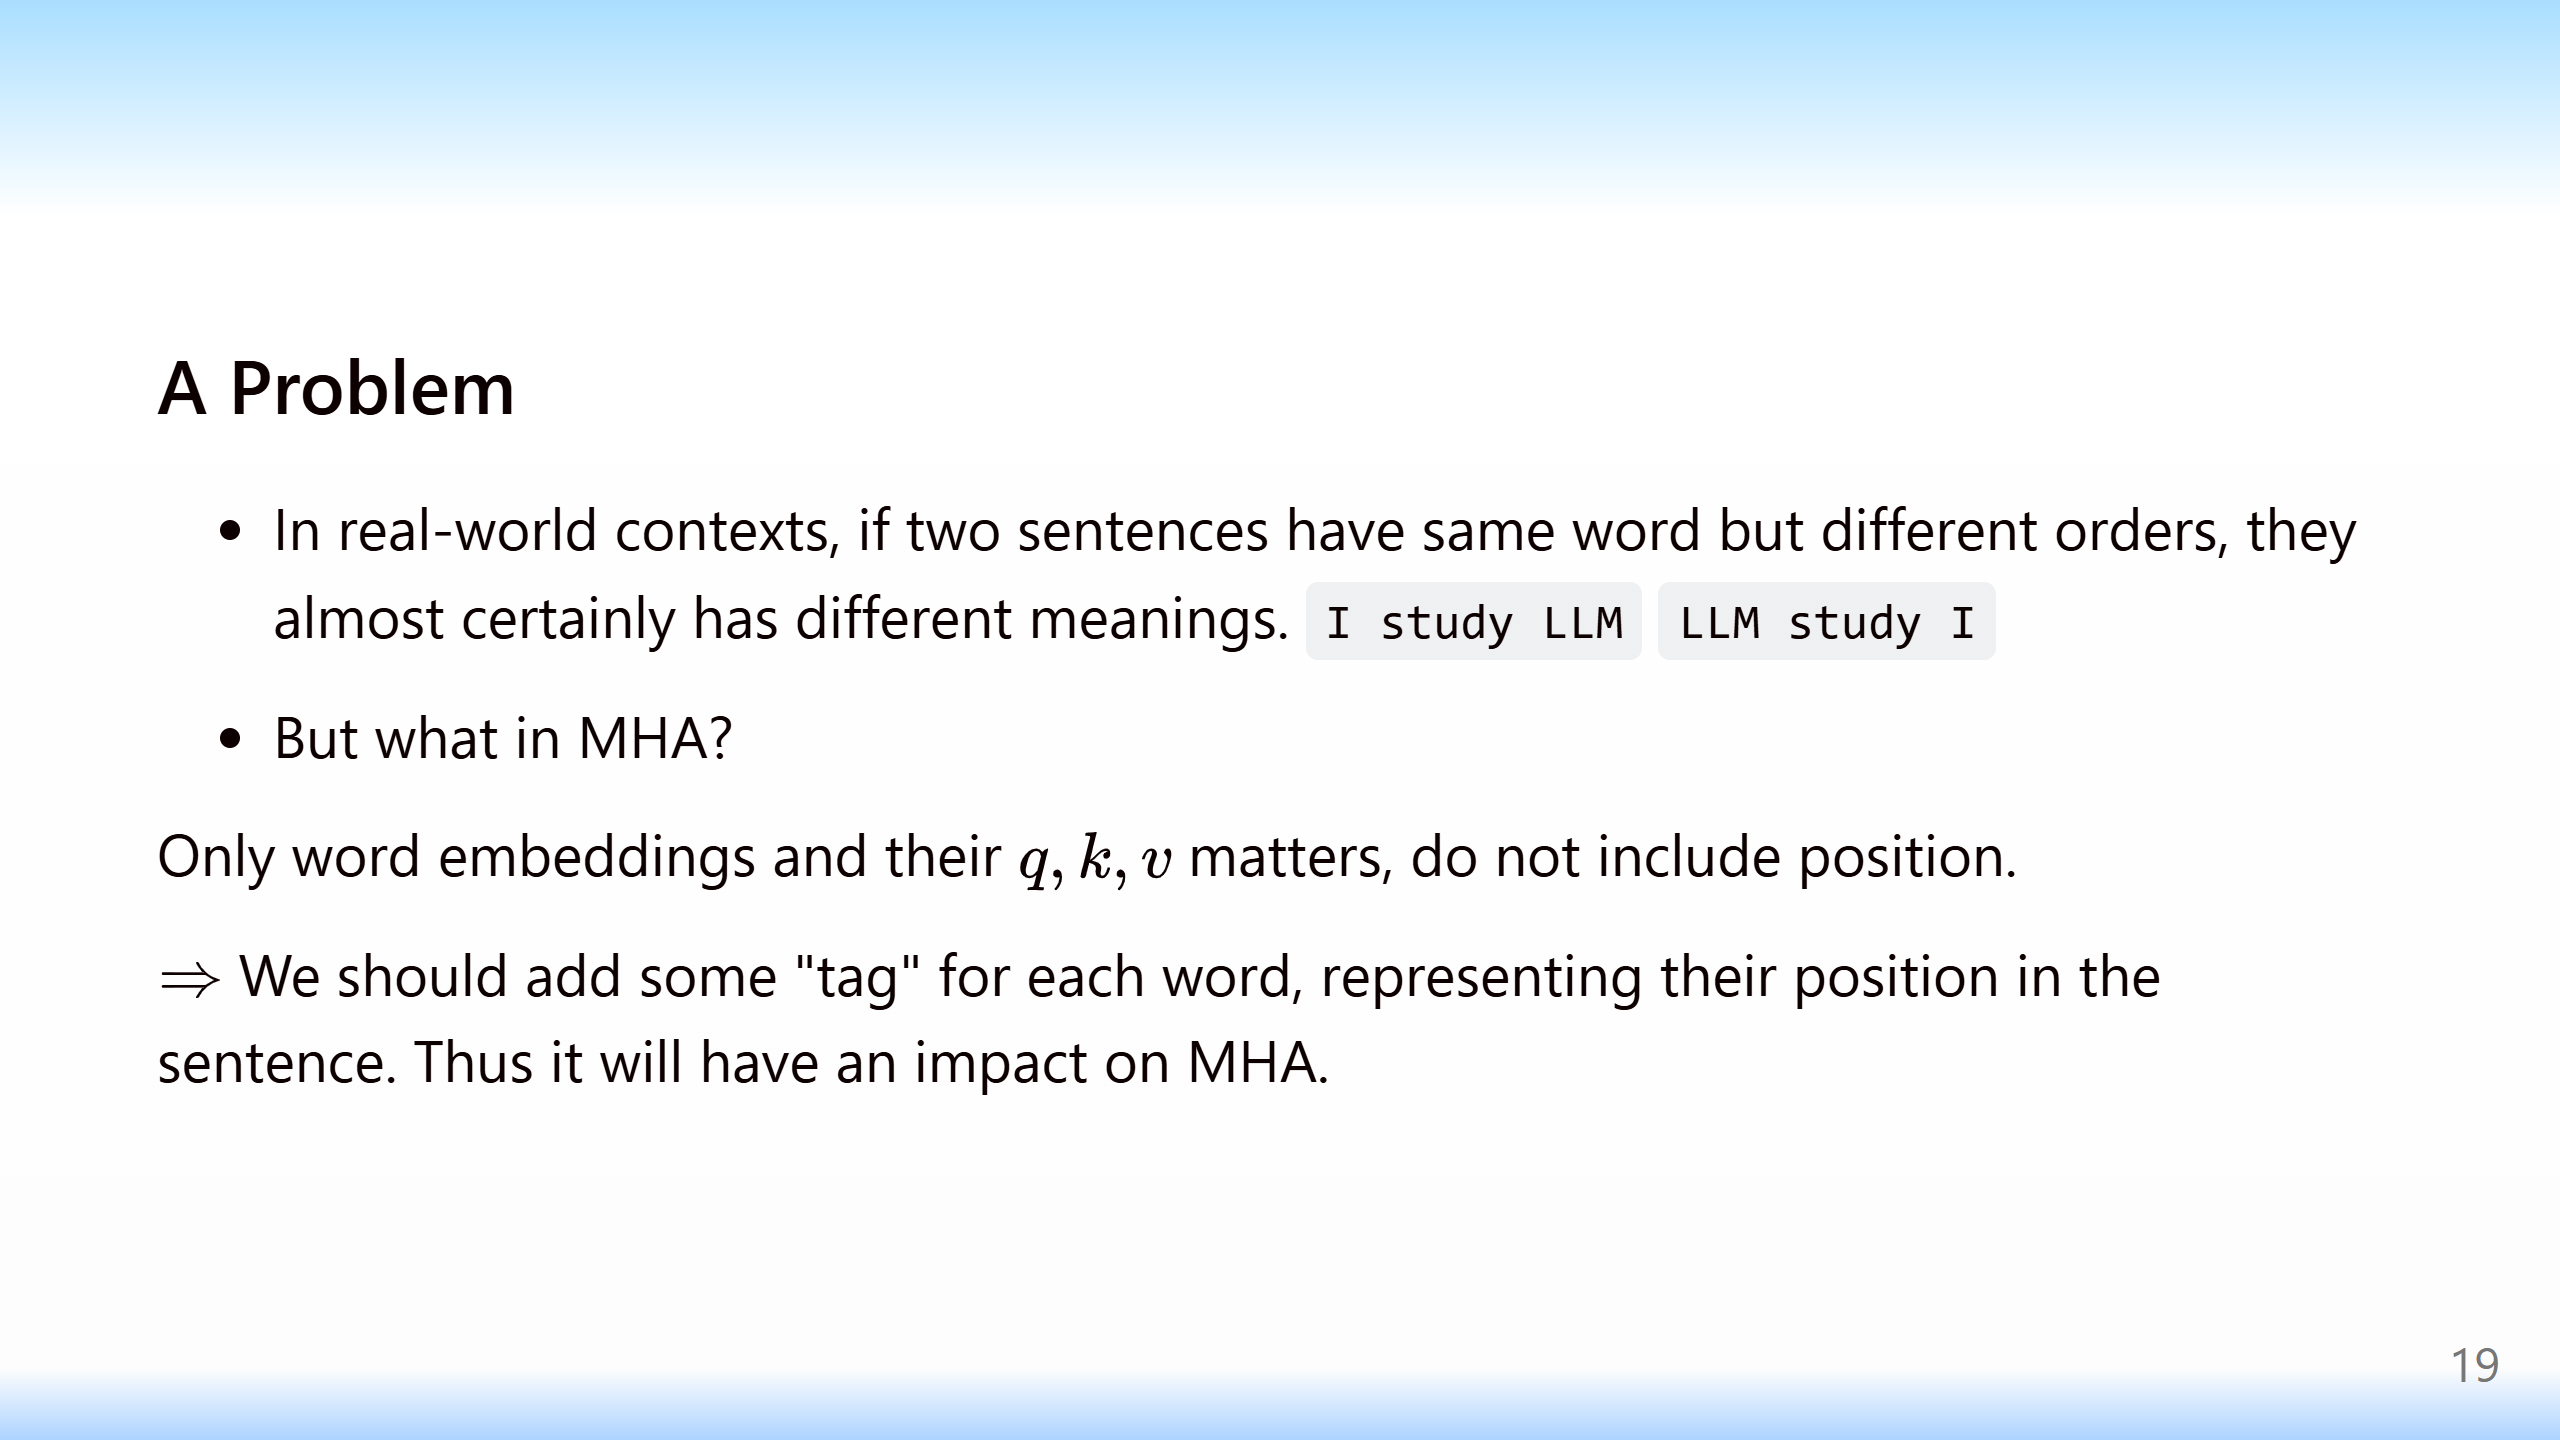 A Problem
• In real-world contexts, if two sentences have same word but different orders, they
almost certainly has different meanings. I study LLM LLM study I
• But what in MHA?
Only word embeddings and their q, k, v matters, do not include position.
⇒ We should add some "tag" for each word, representing their position in the
sentence. Thus it will have an impact on MHA.
19